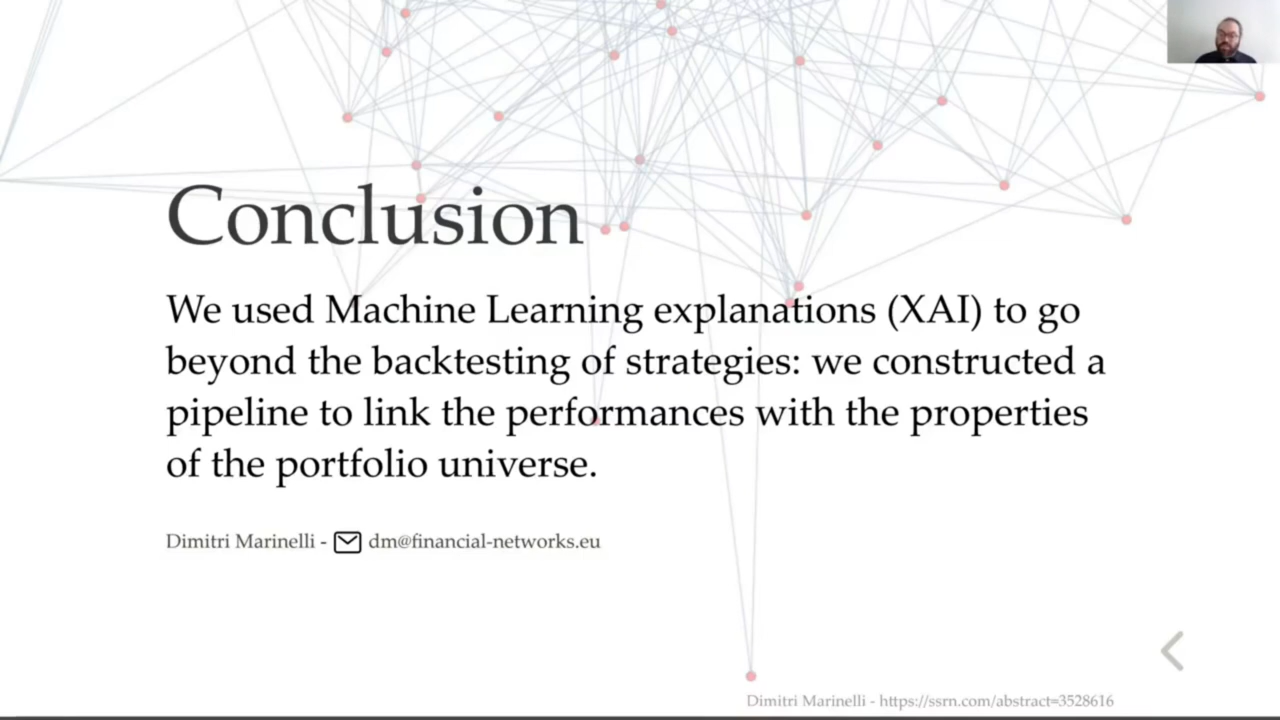 Conclusion
We used Machine Learning explanations (XAI) to go
beyond the backtesting of strategies: we constructed a
pipeline to link the performances with the properties
of the portfolio universe.
Dimitri Marinelli - dm@financial-networks.eu
Dimitri Marinelli - https://ssrn.com/abstract=3528616